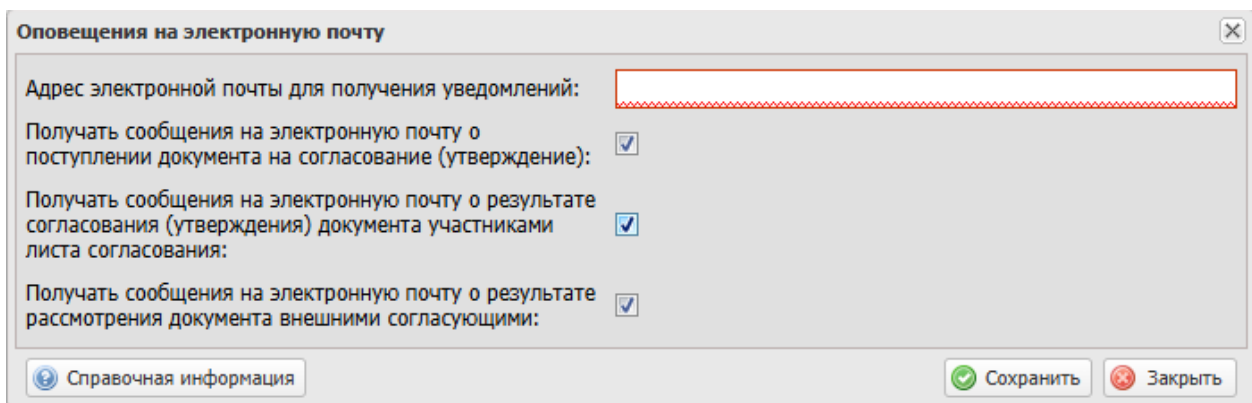 Оповещения на электронную почту
Адрес электронной почты для получения уведомлений:
Получать сообщения на электронную почту о
поступлении документа на согласование (утверждение):
Получать сообщения на электронную почту о результате
согласования (утверждения) документа участниками
листа согласования:
Получать сообщения на электронную почту о результате
рассмотрения документа внешними согласующими:
Справочная информация
Сохранить
Закрыть